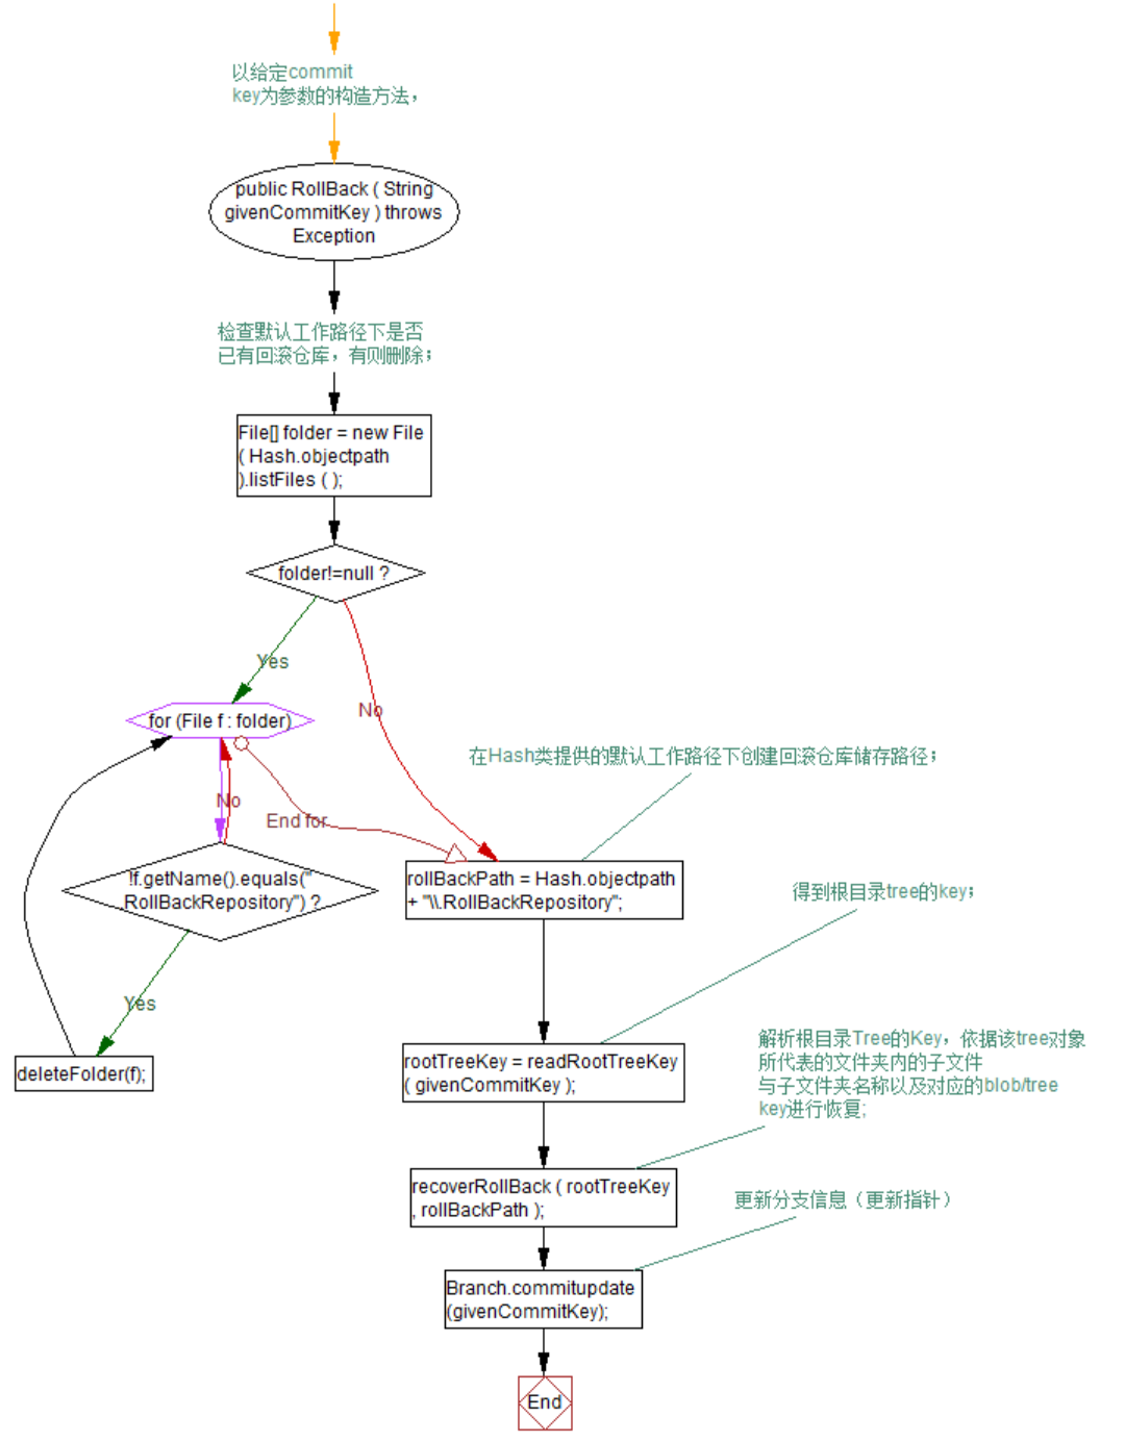 以给定commit
key为参数的构造方法，
public RollBack ( String
givenCommitKey ) throws
Exception
检查默认工作路径下是否
已有回滚仓库，有则删除；
File[] folder = new File
( Hash.objectpath
).listFiles ( );
folder!=null ?
Yes
No
for (File f : folder)
No
End for
在Hash类提供的默认工作路径下创建回滚仓库储存路径；
!f.getName().equals("
RollBackRepository") ?
rollBackPath = Hash.objectpath
+ "\\.RollBackRepository";
得到根目录tree的key；
Yes
deleteFolder(f);
rootTreeKey = readRootTreeKey
( givenCommitKey );
解析根目录Tree的Key，依据该tree对象
所代表的文件夹内的子文件
与子文件夹名称以及对应的blob/tree
key进行恢复;
recoverRollBack ( rootTreeKey
, rollBackPath );
更新分支信息（更新指针）
Branch.commitupdate
(givenCommitKey);
End